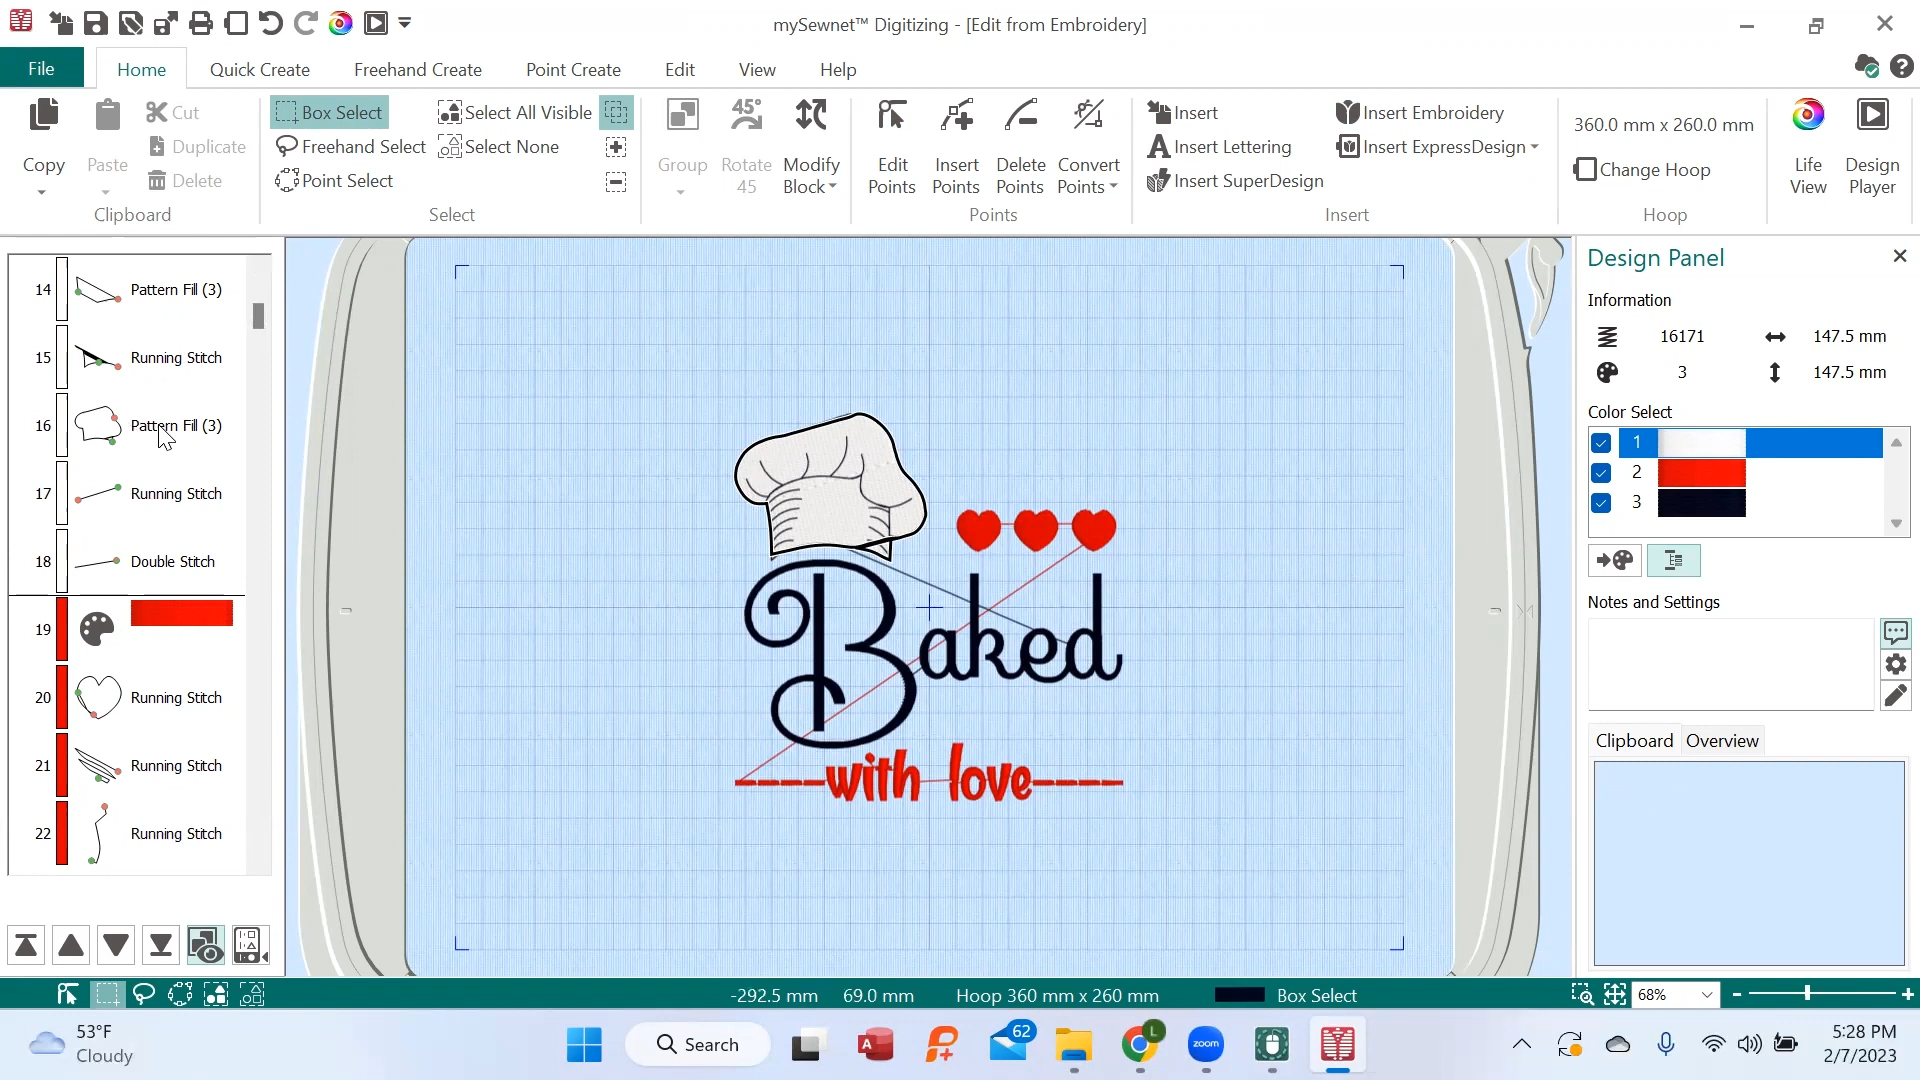 mySewnet™ Digitizing - [Edit from Embroidery]
File
Home
Quick Create
Freehand Create
Point Create
Edit
View
Help
Copy
Paste
Cut
Duplicate
Delete
Clipboard
Box Select
Freehand Select
Point Select
Select All Visible
Select None
Select
Group
45°
Rotate
45
Modify
Block
Edit
Points
Insert
Points
Delete
Points
Convert
Points
Points
Insert
Insert Lettering
Insert SuperDesign
Insert Embroidery
Insert ExpressDesign
Insert
360.0 mm x 260.0 mm
Change Hoop
Hoop
Life
View
Design
Player
14 Pattern Fill (3)
15 Running Stitch
16 Pattern Fill (3)
17 Running Stitch
18 Double Stitch
19
20 Running Stitch
21 Running Stitch
22 Running Stitch
Baked
----with love----
Design Panel
Information
16171 147.5 mm
3 147.5 mm
Color Select
1
2
3
Notes and Settings
Clipboard Overview
-292.5 mm 69.0 mm Hoop 360 mm x 260 mm Box Select 68%
53°F
Cloudy
Search
A
62
L
zoom
5:28 PM
2/7/2023